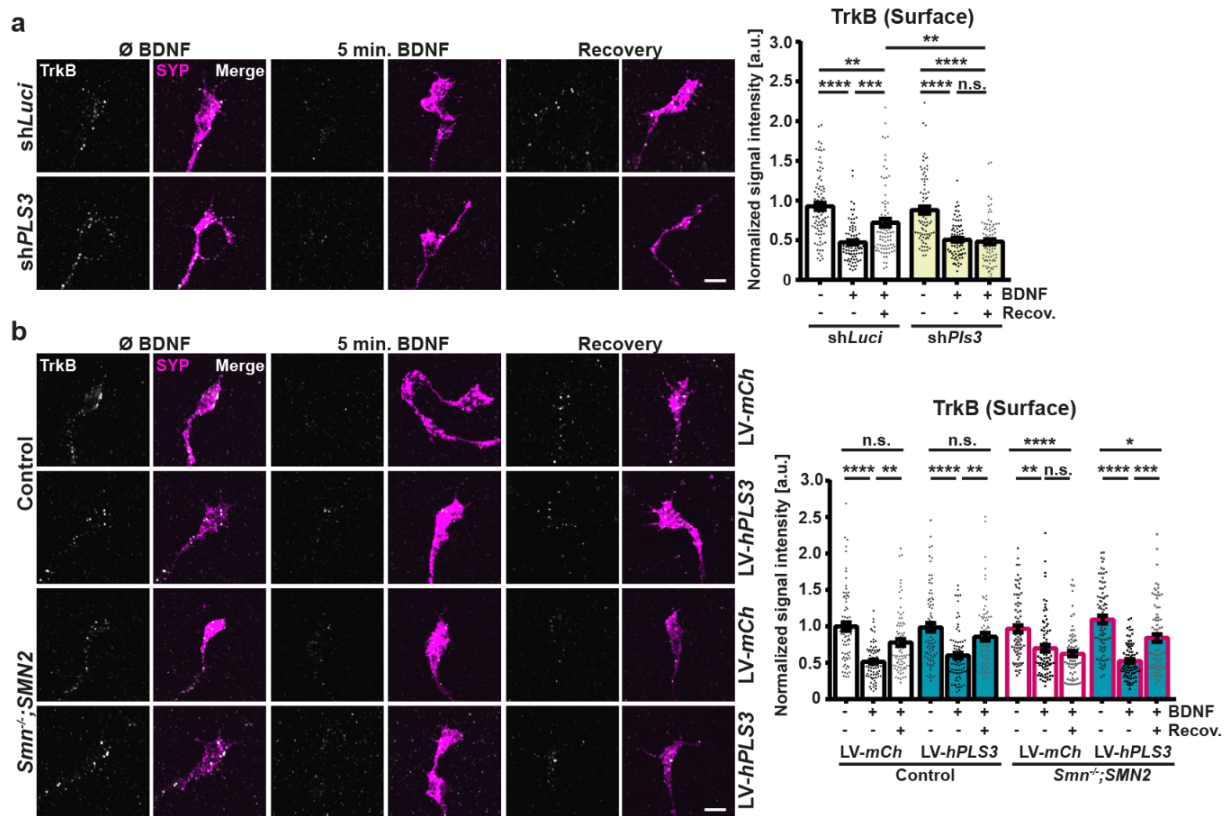 a
Ø BDNF 5 min. BDNF Recovery
TrkB SYP Merge
shLuci
shPLS3
TrkB (Surface)
**
** ****
**** *** **** n.s.
Normalized signal intensity [a.u.]
3.0
2.5
2.0
1.5
1.0
0.5
0
- + + - + + BDNF
- - + - - + Recov.
shLuci shPls3
b
Ø BDNF 5 min. BDNF Recovery
TrkB SYP Merge
Control
Smn-/-;SMN2
LV-mCh
LV-hPLS3
LV-mCh
LV-hPLS3
TrkB (Surface)
n.s. n.s. **** *
**** ** **** ** ** n.s. **** ***
Normalized signal intensity [a.u.]
3.0
2.5
2.0
1.5
1.0
0.5
0
- + + - + + - + + - + + BDNF
- - + - - + - - + - - + Recov.
LV-mCh LV-hPLS3 LV-mCh LV-hPLS3
Control Smn-/-;SMN2